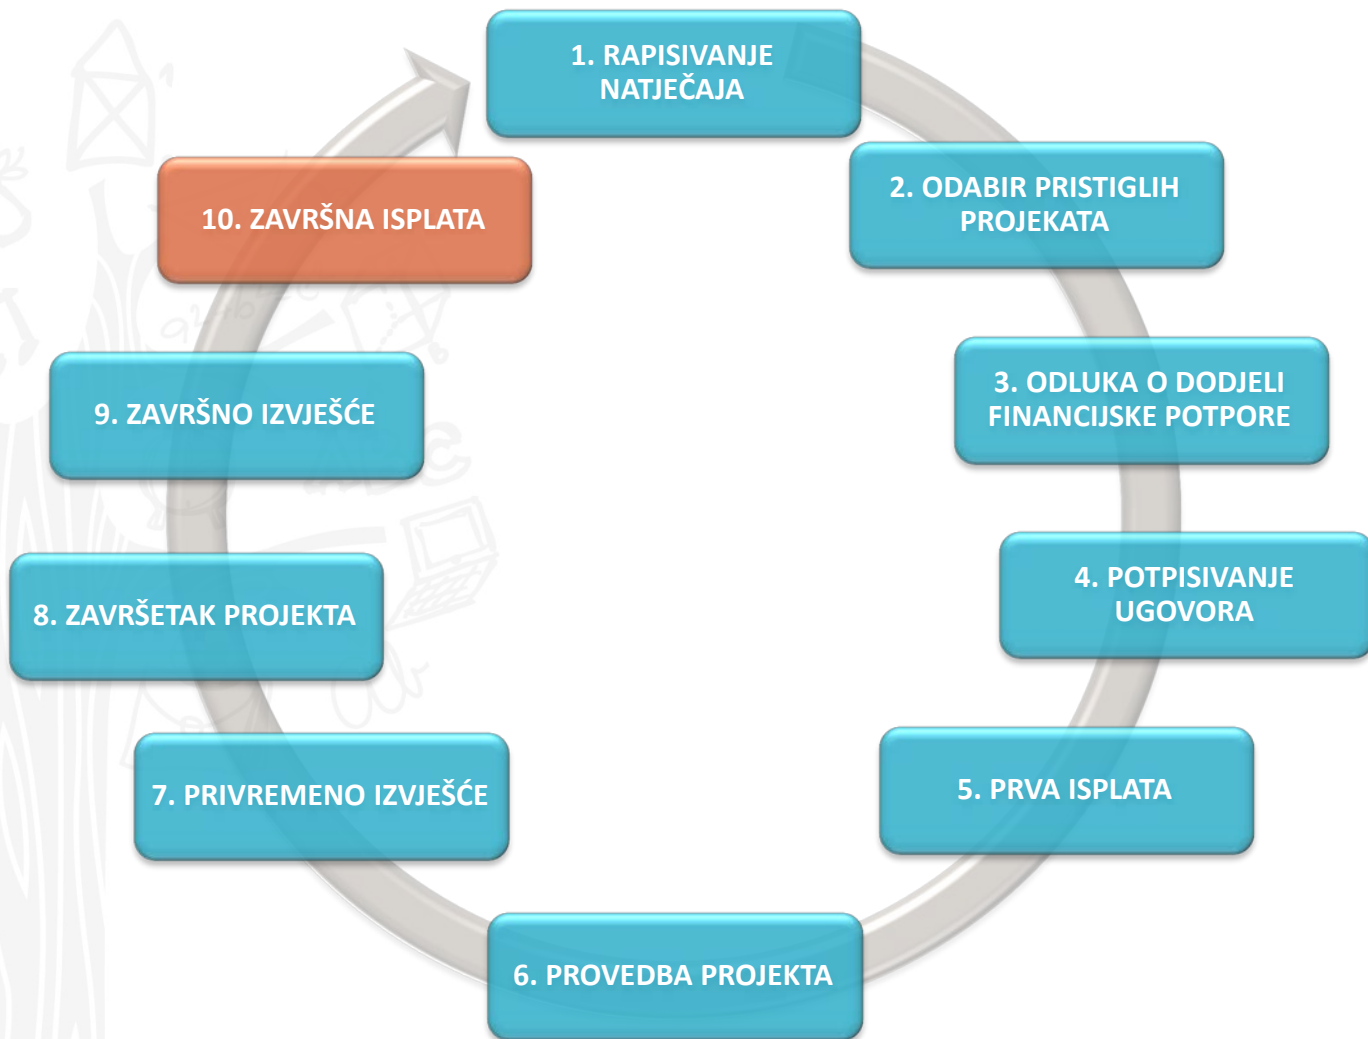 1. RAPISIVANJE
NATJEČAJA
2. ODABIR PRISTIGLIH
PROJEKATA
3. ODLUKA O DODJELI
FINANCIJSKE POTPORE
4. POTPISIVANJE
UGOVORA
5. PRVA ISPLATA
6. PROVEDBA PROJEKTA
7. PRIVREMENO IZVJEŠĆE
8. ZAVRŠETAK PROJEKTA
9. ZAVRŠNO IZVJEŠĆE
10. ZAVRŠNA ISPLATA